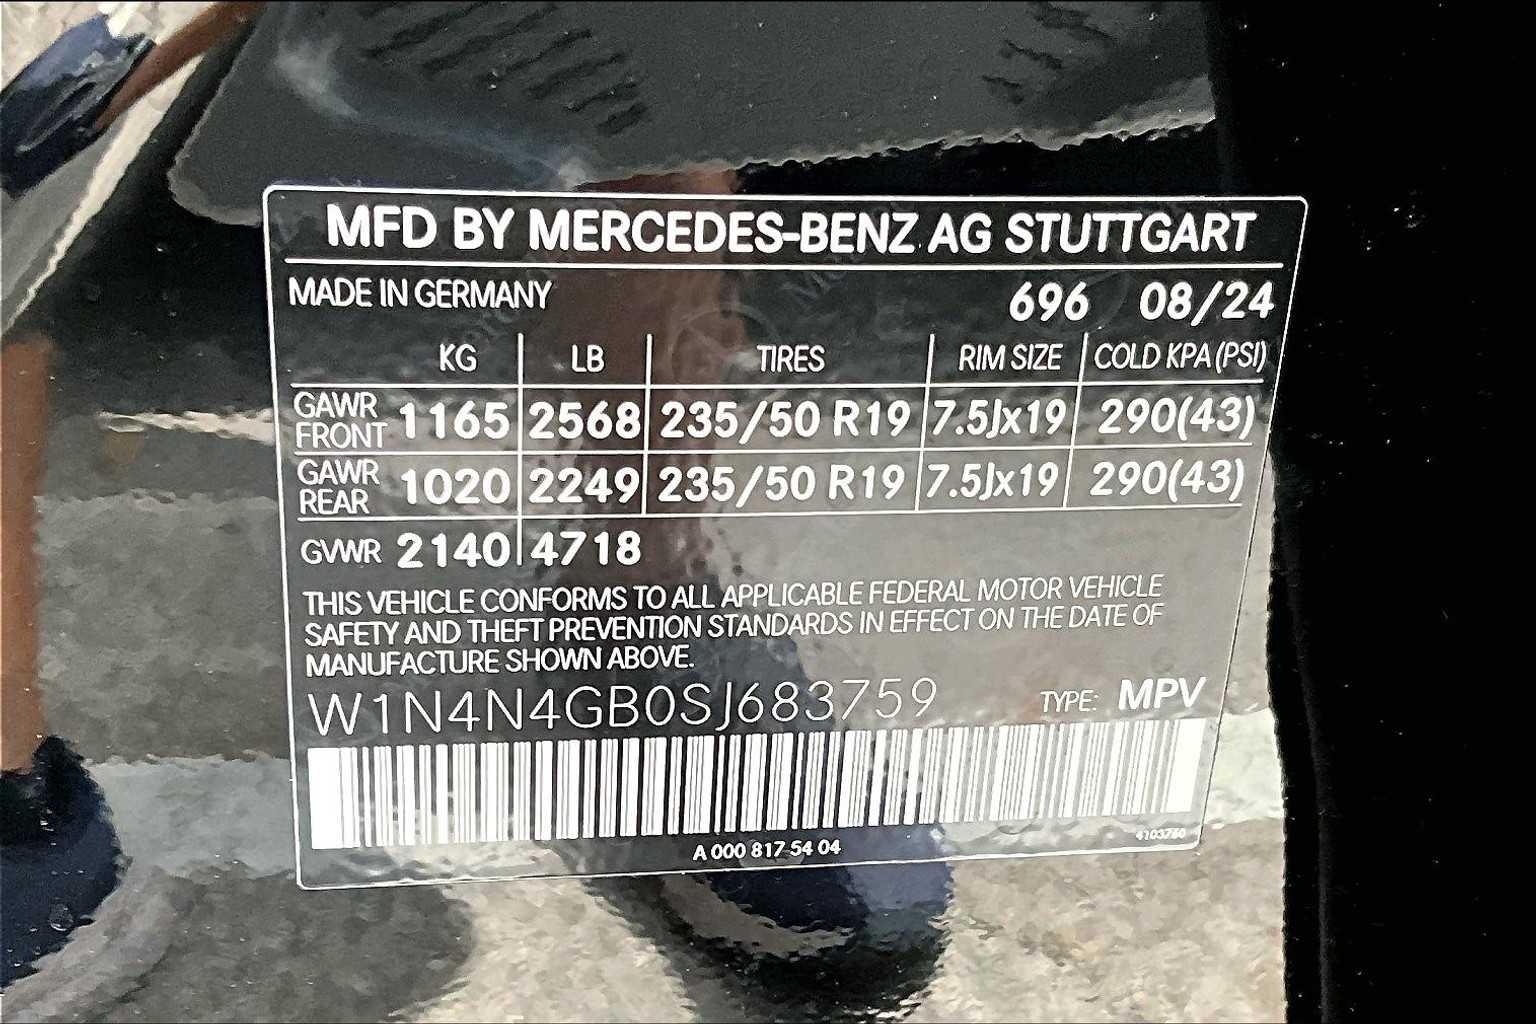 MFD BY MERCEDES-BENZ AG STUTTGART
MADE IN GERMANY 696 08/24
KG LB TIRES RIM SIZE COLD KPA (PSI)
GAWR FRONT 1165 2568 235/50 R19 7.5Jx19 290(43)
GAWR REAR 1020 2249 235/50 R19 7.5Jx19 290(43)
GVWR 2140 4718
THIS VEHICLE CONFORMS TO ALL APPLICABLE FEDERAL MOTOR VEHICLE
SAFETY AND THEFT PREVENTION STANDARDS IN EFFECT ON THE DATE OF
MANUFACTURE SHOWN ABOVE.
W1N4N4GB0SJ683759 TYPE: MPV
A 000 817 54 04